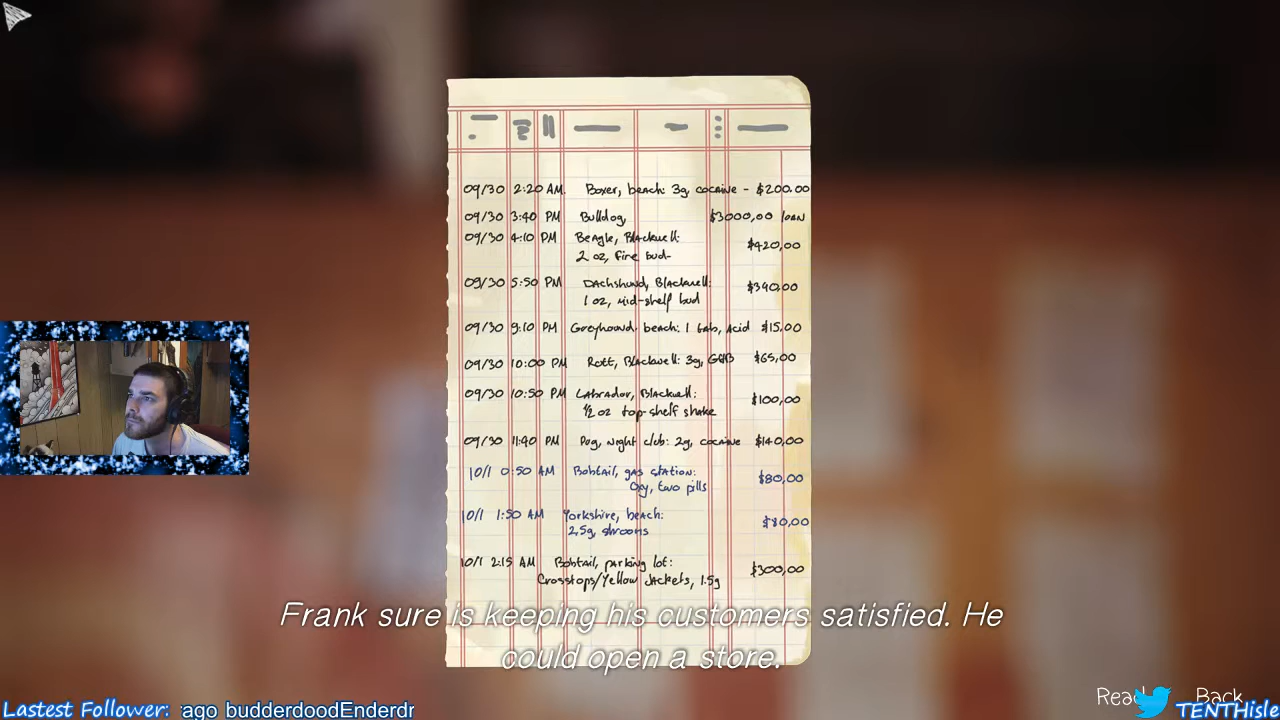 09/30 2:20 AM. Boxer, beach: 3g, cocaine - $200.00
09/30 3:40 PM Bulldog, $3000,00 loan
09/30 4:10 PM Beagle, Blackwell: $420,00
2 oz, fire bud-
09/30 5:50 PM Dachshund, Blackwell: $340,00
1 oz, mid-shelf bud
09/30 9:10 PM Greyhound, beach: 1 tab, acid $15.00
09/30 10:00 PM Rott, Blackwell: 3g, GHB $65,00
09/30 10:50 PM Labrador, Blackwell: $100,00
1/2 oz top-shelf shake
09/30 11:40 PM Pog, night club: 2g, cocaine $140,00
10/1 0:50 AM Bobtail, gas station: $80,00
Oxy, two pills
10/1 1:50 AM Yorkshire, beach: $80,00
2,5g, shrooms
10/1 2:15 AM Bobtail, parking lot: $300,00
Crosstops/Yellow Jackets, 1.5g
Frank sure is keeping his customers satisfied. He
could open a store.
Back
Lastest Follower: ago budderdoodEnderdr
TENTHisle